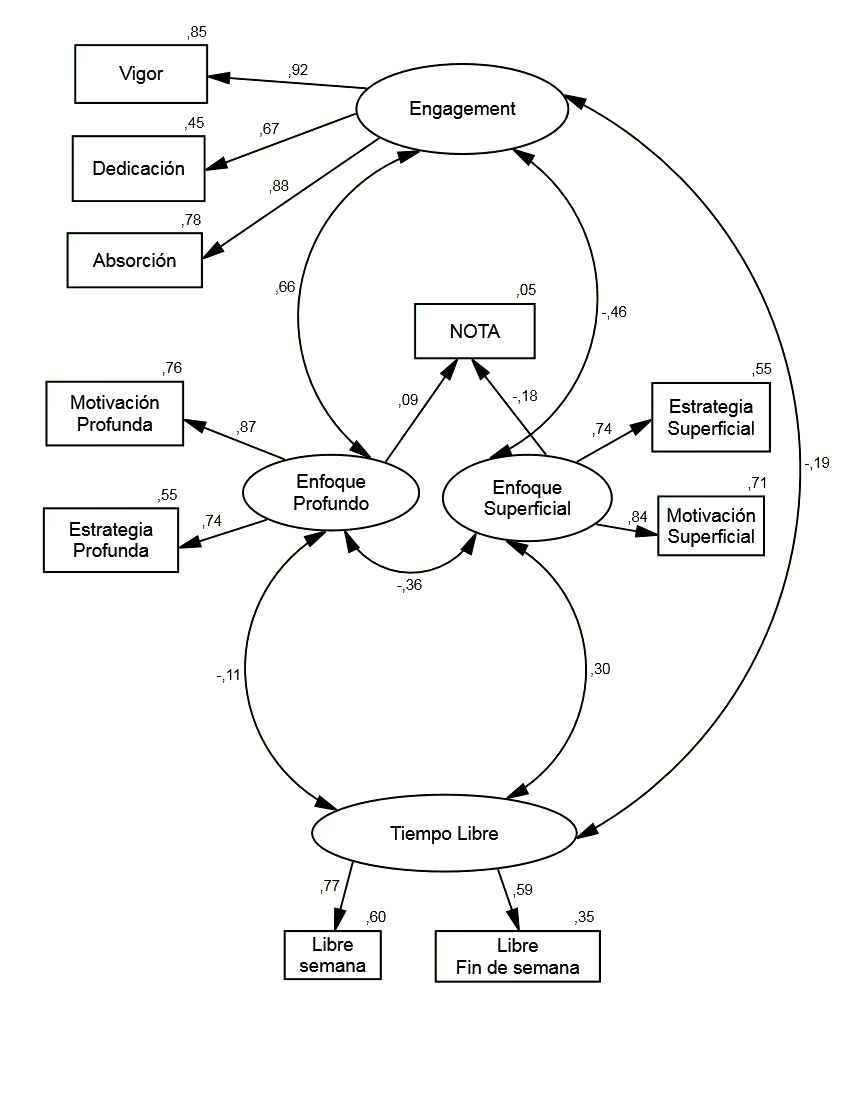 ,85
Vigor
,92
Engagement
,45
,67
Dedicación
,88
,78
Absorción
,66
,05
-,46
NOTA
,76
,55
Motivación
Profunda
,87
,09
-,18
Estrategia
Superficial
,74
Enfoque
Profundo
Enfoque
Superficial
-,19
,55
Estrategia
Profunda
,74
,71
,84
Motivación
Superficial
-,36
-,11
,30
Tiempo Libre
,77
,59
,60
Libre
semana
,35
Libre
Fin de semana